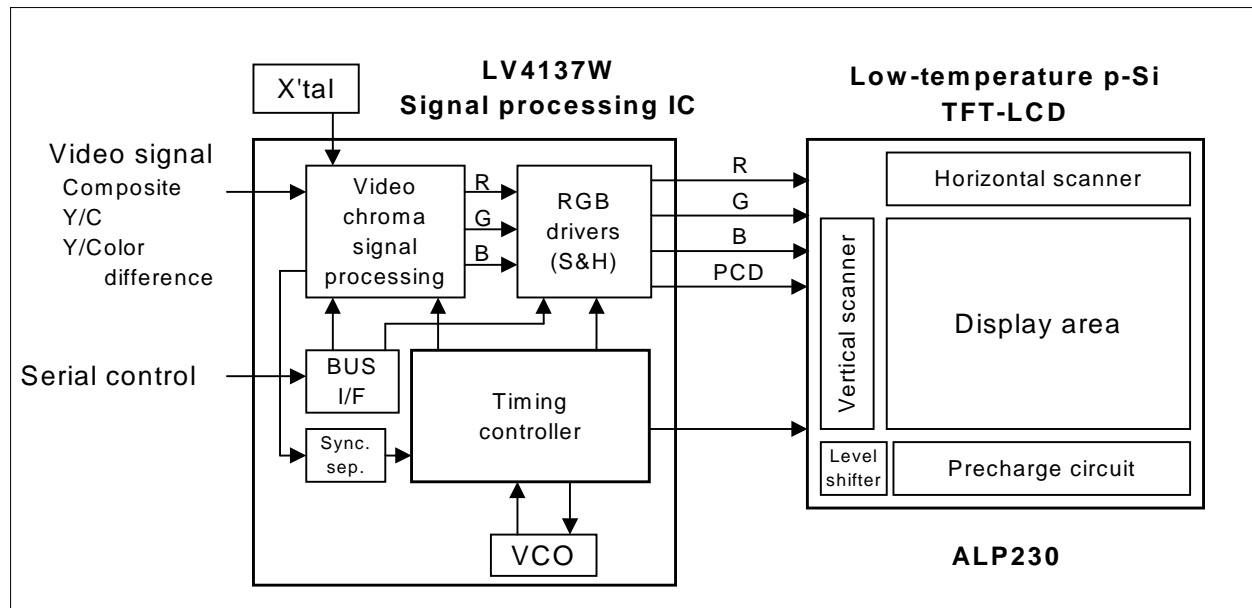 LV4137W
Signal processing IC
Low-temperature p-Si
TFT-LCD
X'tal
Video signal
Composite
Y/C
Y/Color
difference
Video
chroma
signal
processing
R
G
B
RGB
drivers
(S&H)
R
G
B
PCD
Horizontal scanner
Vertical scanner
Display area
Serial control
BUS
I/F
Timing
controller
Sync.
sep.
Level
shifter
Precharge circuit
VCO
ALP230